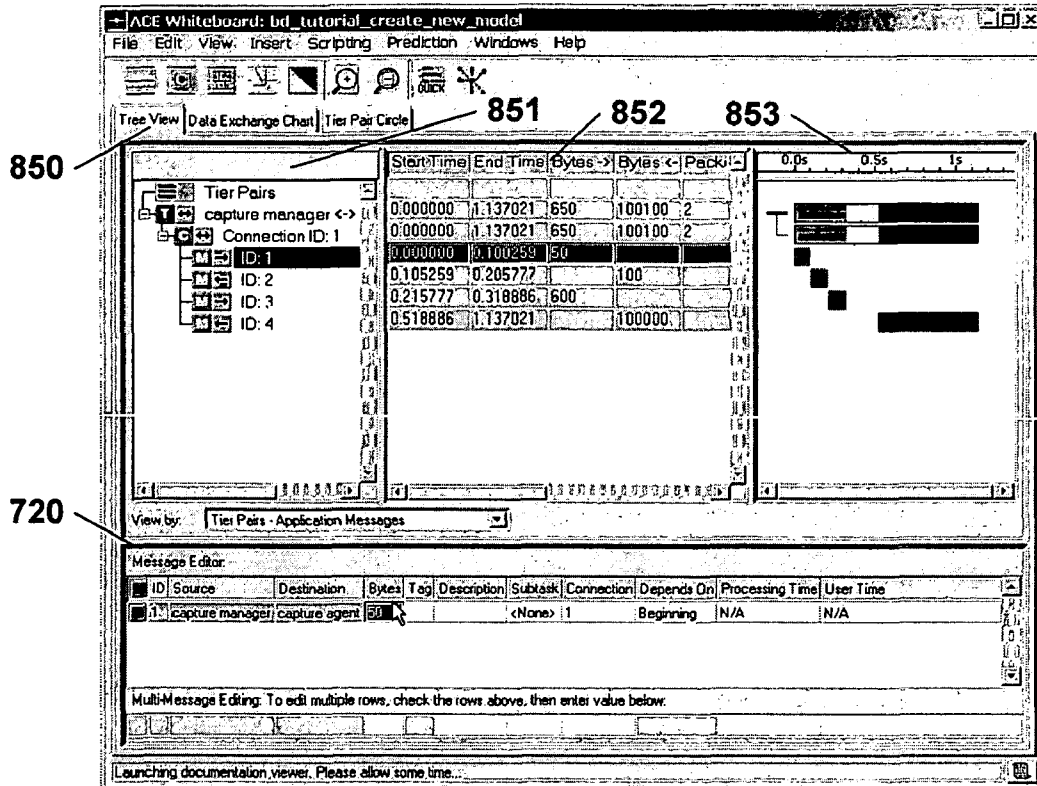 ACE Whiteboard: bd_tutorial_create_new_model
File Edit View Insert Scripting Prediction Windows Help
QUICK
Tree View Data Exchange Chart Tier Pair Circle
851 852 853
850
Start Time End Time Bytes -> Bytes <- Packi
0.0s 0.5s 1s
Tier Pairs
T capture manager <-> 0.000000 1.137021 650 100100 2
C Connection ID: 1 0.000000 1.137021 650 100100 2
M ID: 1 0.000000 0.100259 50
M ID: 2 0.105259 0.205777 100
M ID: 3 0.215777 0.318886 600
M ID: 4 0.518886 1.137021 100000
720
View by: Tier Pairs - Application Messages
Message Editor:
ID Source Destination Bytes Tag Description Subtask Connection Depends On Processing Time User Time
1 capture manager capture agent 50 <None> 1 Beginning N/A N/A
Multi-Message Editing: To edit multiple rows, check the rows above, then enter value below:
Launching documentation viewer. Please allow some time...